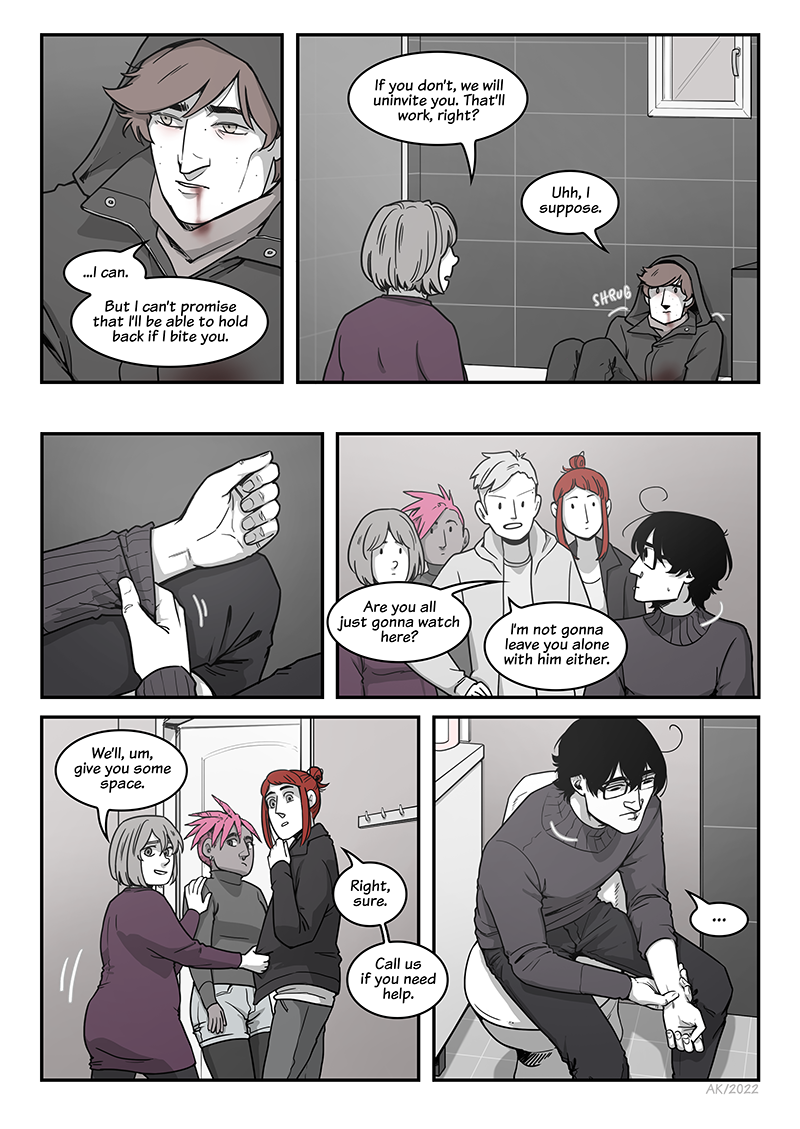 ...I can.
But I can't promise
that I'll be able to hold
back if I bite you.
If you don't, we will
uninvite you. That'll
work, right?
Uhh, I
suppose.
SHRUG
Are you all
just gonna watch
here?
I'm not gonna
leave you alone
with him either.
We'll, um,
give you some
space.
Right,
sure.
Call us
if you need
help.
...
AK/2022